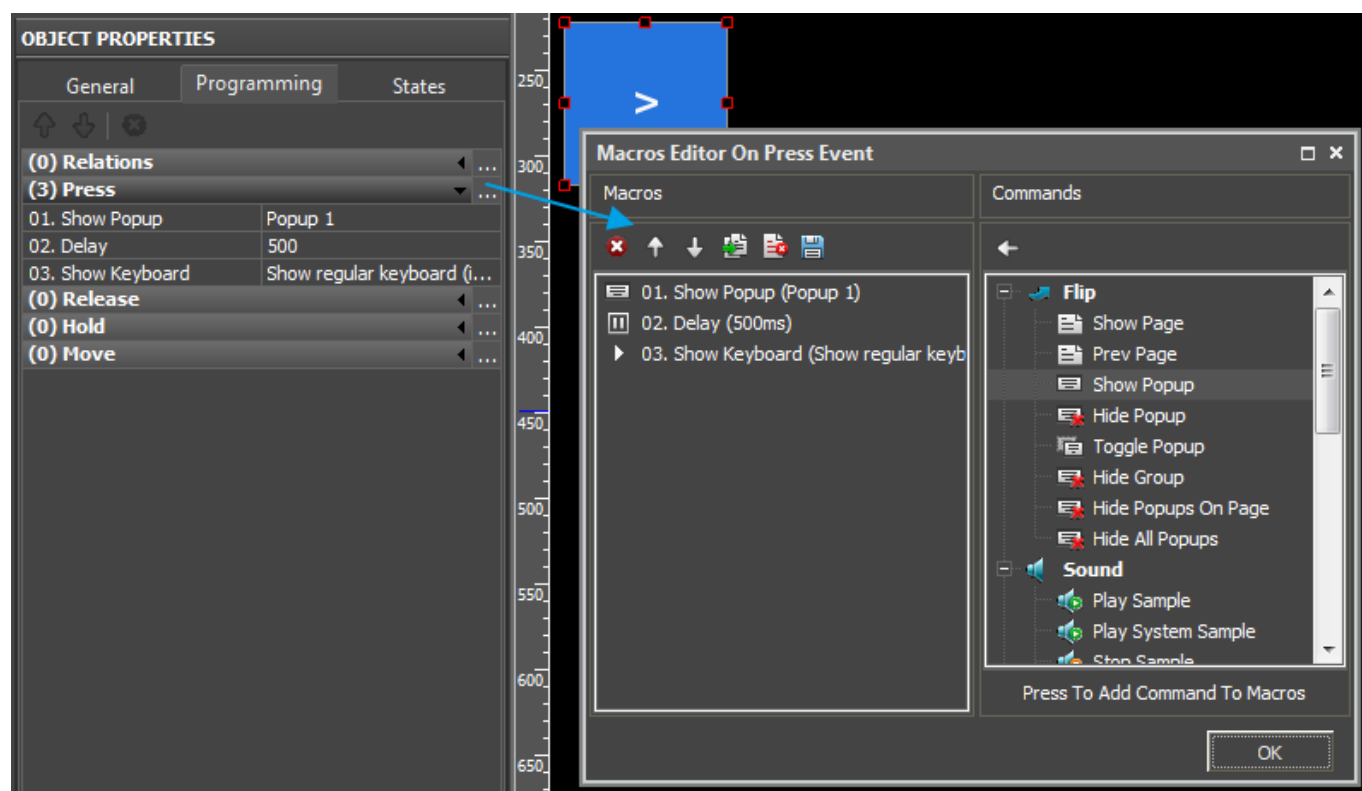 OBJECT PROPERTIES
General Programming States
(0) Relations ...
(3) Press ...
01. Show Popup Popup 1
02. Delay 500
03. Show Keyboard Show regular keyboard (i...
(0) Release ...
(0) Hold ...
(0) Move ...
250
300
350
400
450
500
550
600
650
>
Macros Editor On Press Event
Macros
01. Show Popup (Popup 1)
02. Delay (500ms)
03. Show Keyboard (Show regular keyb
Commands
Flip
Show Page
Prev Page
Show Popup
Hide Popup
Toggle Popup
Hide Group
Hide Popups On Page
Hide All Popups
Sound
Play Sample
Play System Sample
Stop Sample
Press To Add Command To Macros
OK